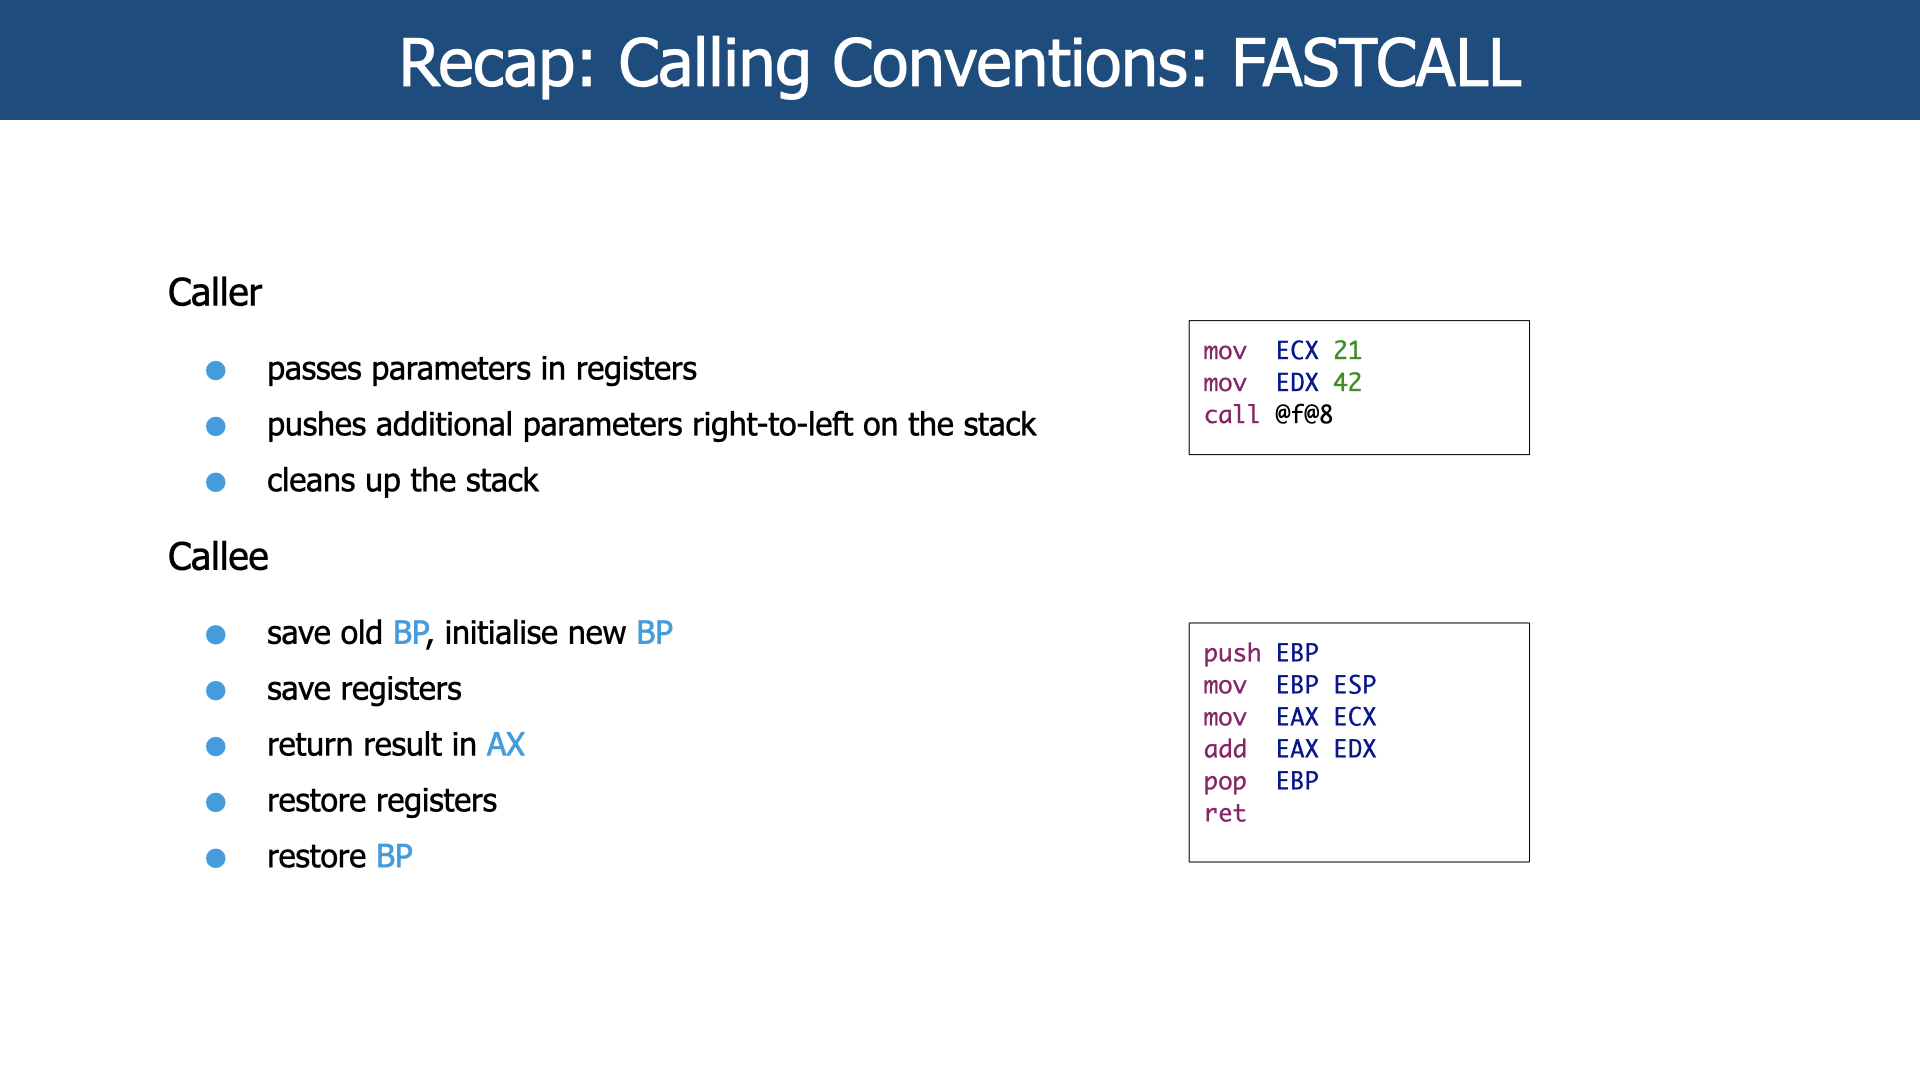 Recap: Calling Conventions: FASTCALL
Caller
passes parameters in registers
pushes additional parameters right-to-left on the stack
cleans up the stack
mov ECX 21
mov EDX 42
call @f@8
Callee
save old BP, initialise new BP
save registers
return result in AX
restore registers
restore BP
push EBP
mov EBP ESP
mov EAX ECX
add EAX EDX
pop EBP
ret